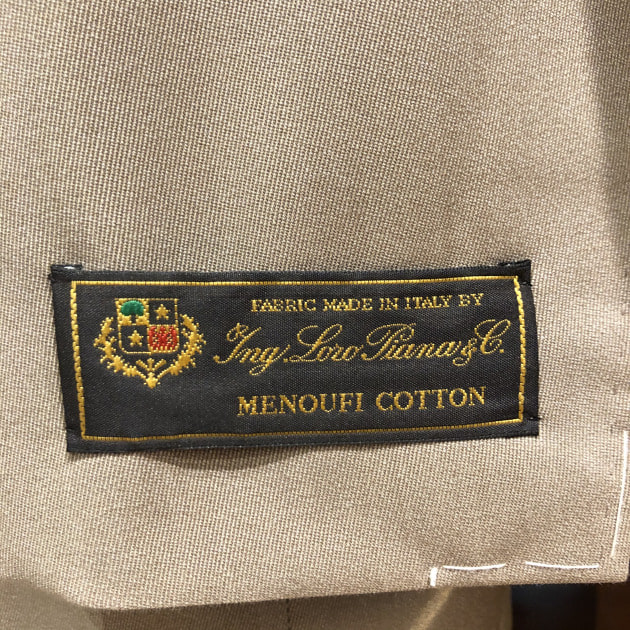 FABRIC MADE IN ITALY BY
Ing. Loro Piana & C.
MENOUFI COTTON